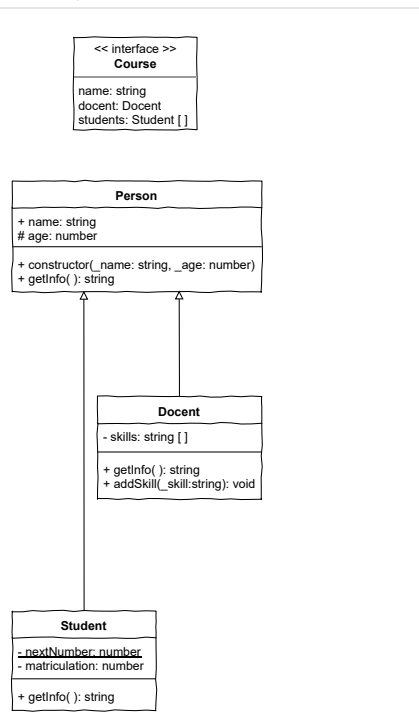 << interface >>
Course
name: string
docent: Docent
students: Student [ ]
Person
+ name: string
# age: number
+ constructor(_name: string, _age: number)
+ getInfo( ): string
Docent
- skills: string [ ]
+ getInfo( ): string
+ addSkill(_skill:string): void
Student
- nextNumber: number
- matriculation: number
+ getInfo( ): string